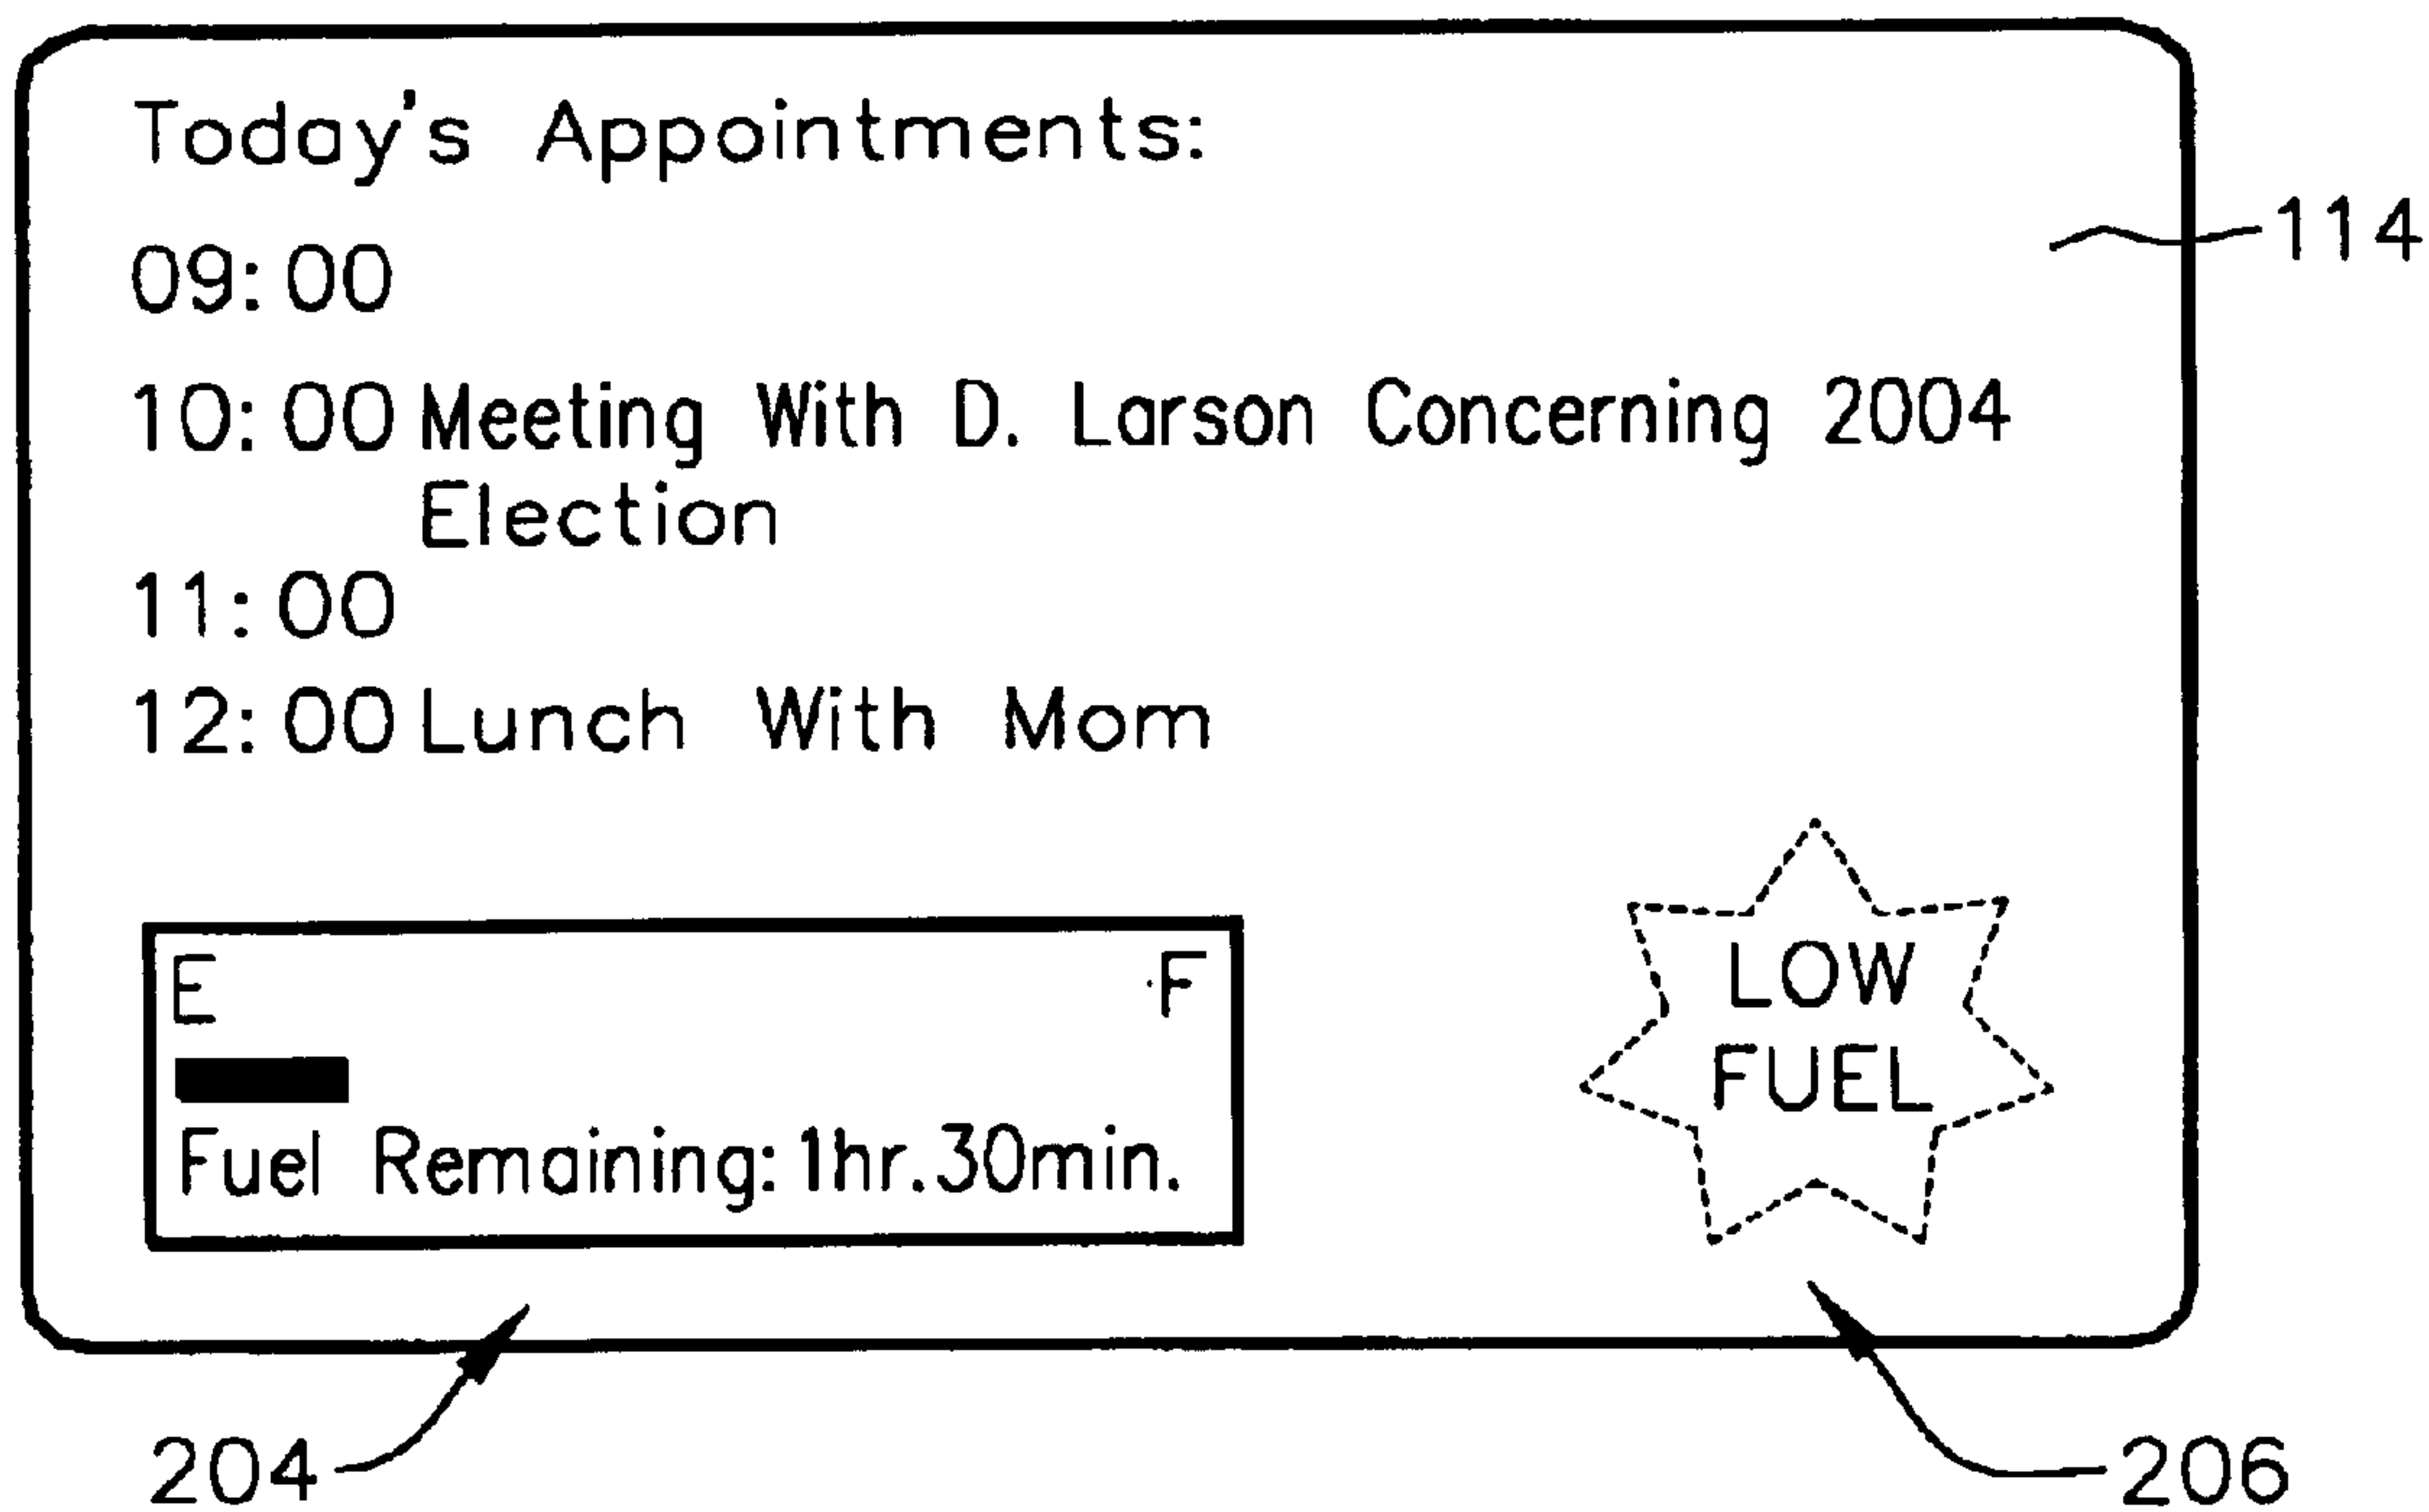 Today's Appointments:
114
09:00
10:00 Meeting With D. Larson Concerning 2004
Election
11:00
12:00 Lunch With Mom
E F
Fuel Remaining: 1hr. 30min.
LOW
FUEL
204
206